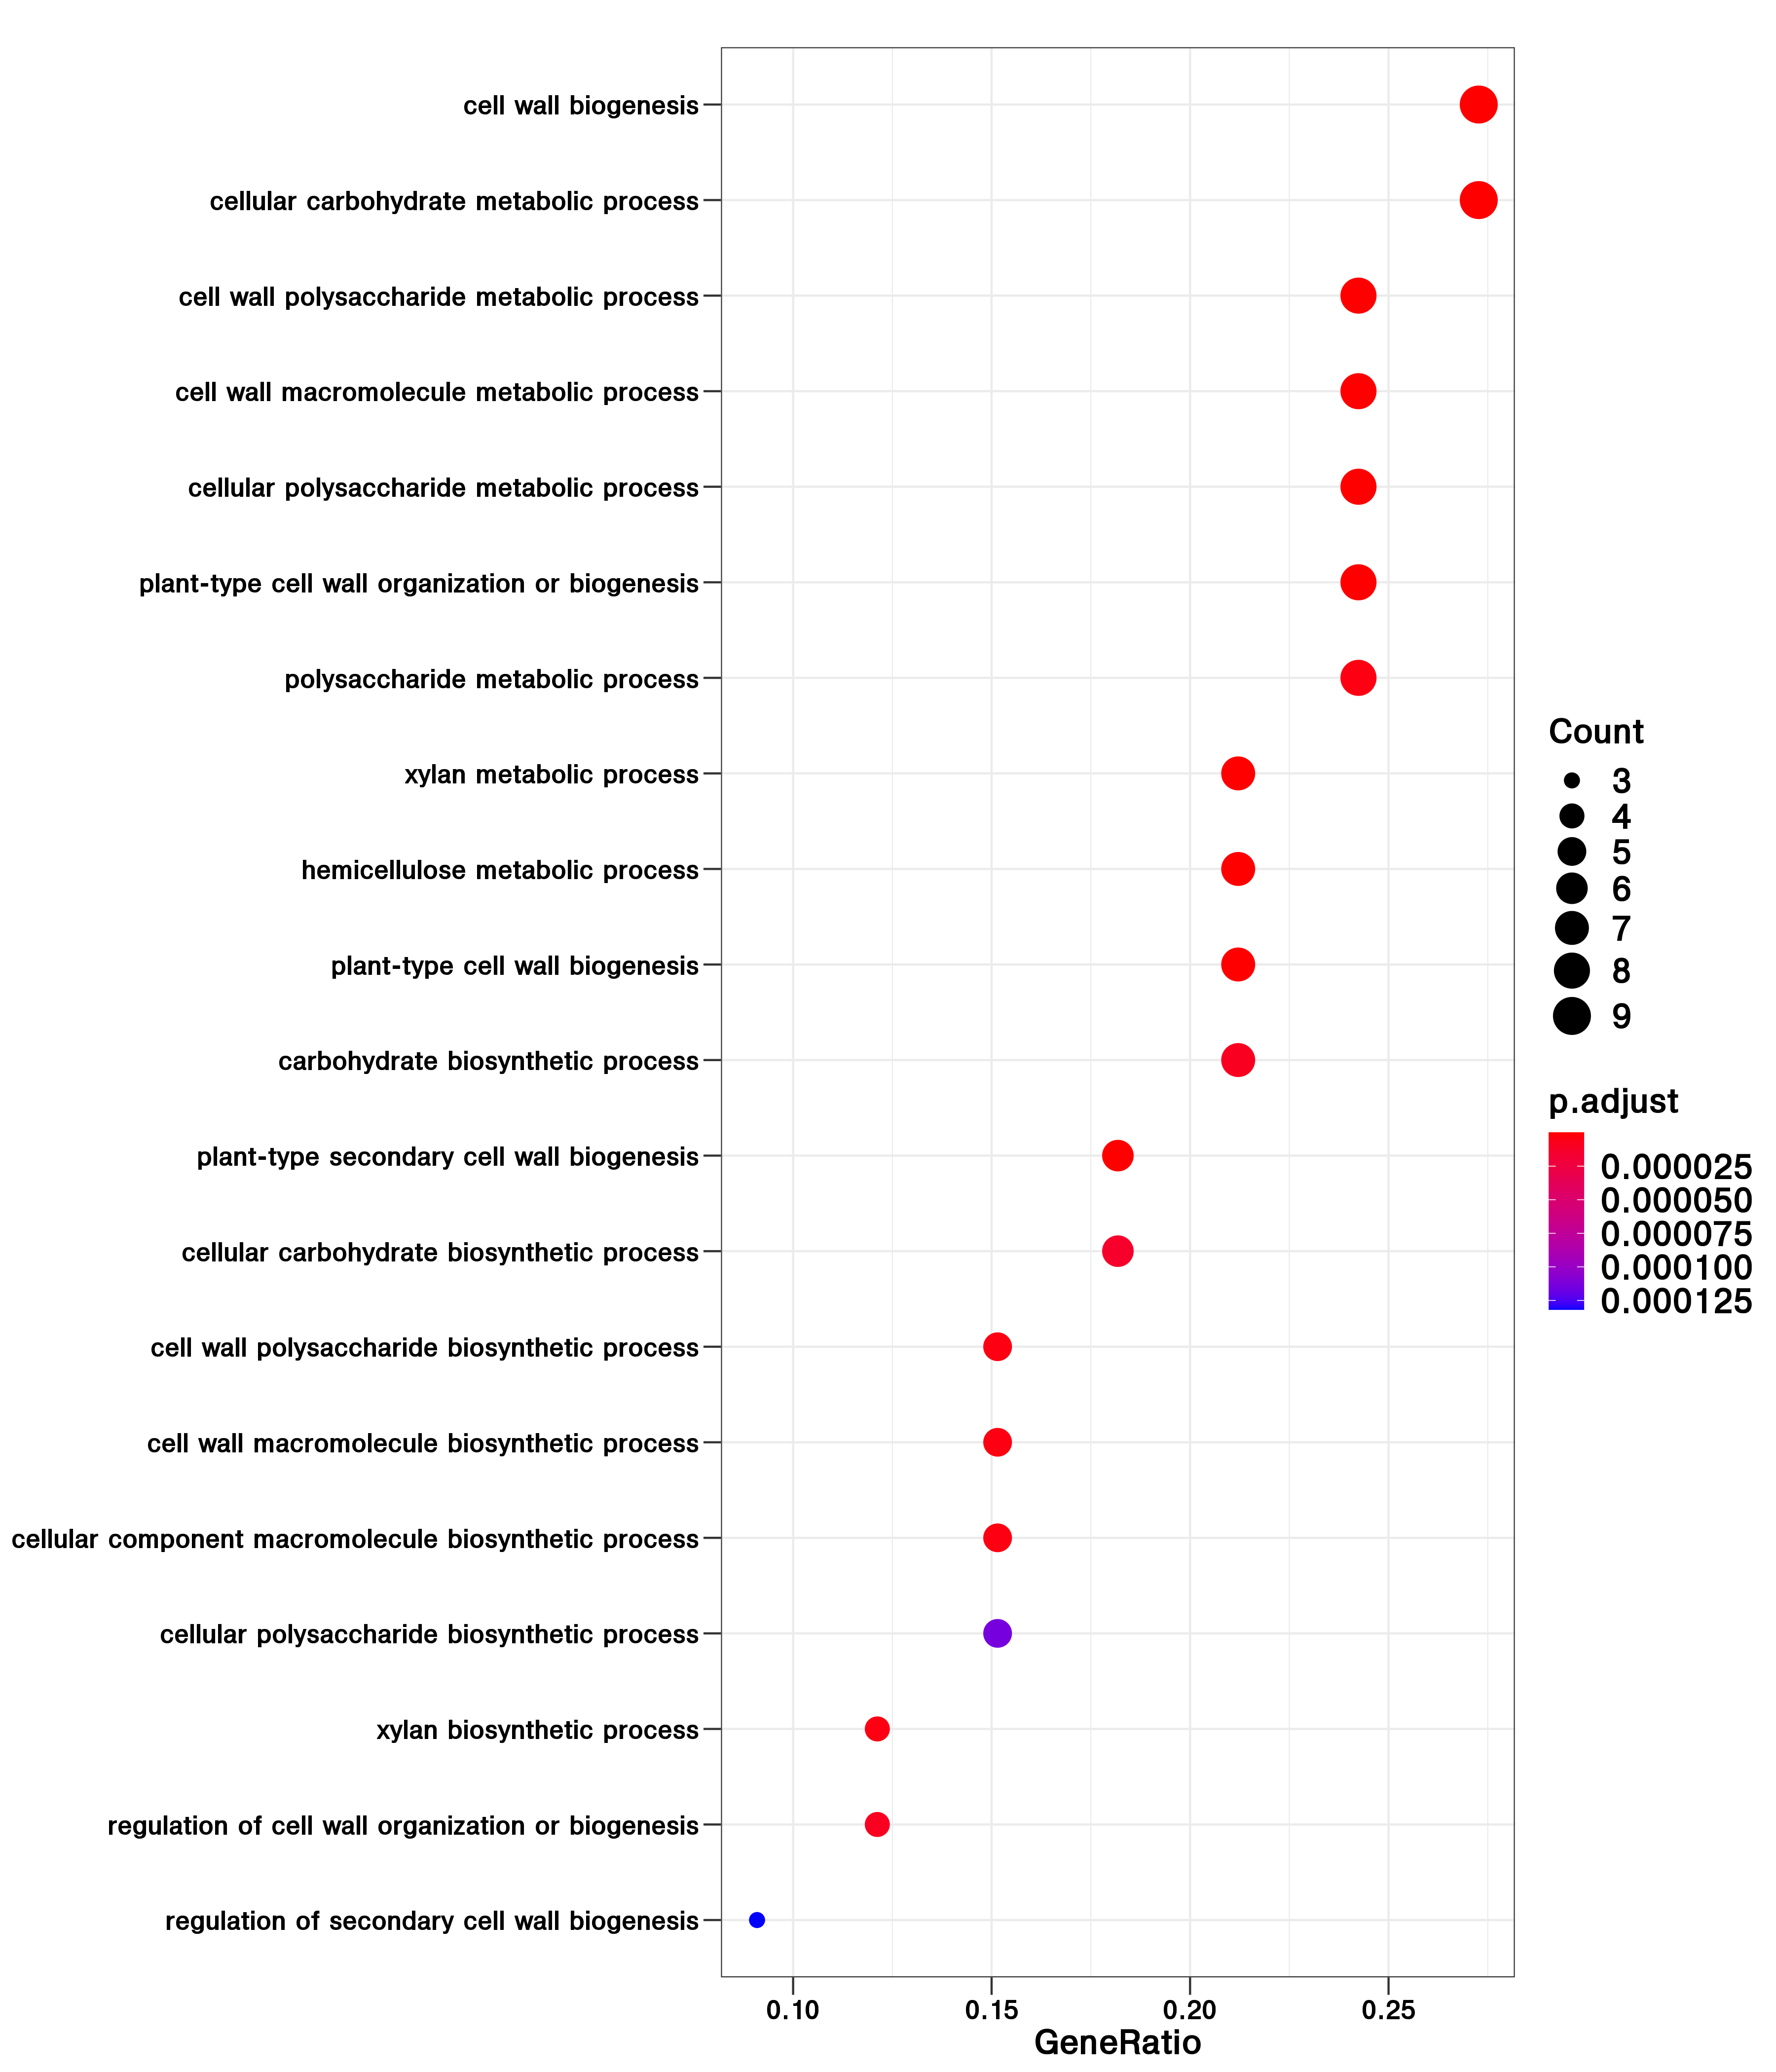 cell wall biogenesis
cellular carbohydrate metabolic process
cell wall polysaccharide metabolic process
cell wall macromolecule metabolic process
cellular polysaccharide metabolic process
plant-type cell wall organization or biogenesis
polysaccharide metabolic process
xylan metabolic process
hemicellulose metabolic process
plant-type cell wall biogenesis
carbohydrate biosynthetic process
plant-type secondary cell wall biogenesis
cellular carbohydrate biosynthetic process
cell wall polysaccharide biosynthetic process
cell wall macromolecule biosynthetic process
cellular component macromolecule biosynthetic process
cellular polysaccharide biosynthetic process
xylan biosynthetic process
regulation of cell wall organization or biogenesis
regulation of secondary cell wall biogenesis
0.10 0.15 0.20 0.25
GeneRatio
Count
3
4
5
6
7
8
9
p.adjust
0.000025
0.000050
0.000075
0.000100
0.000125